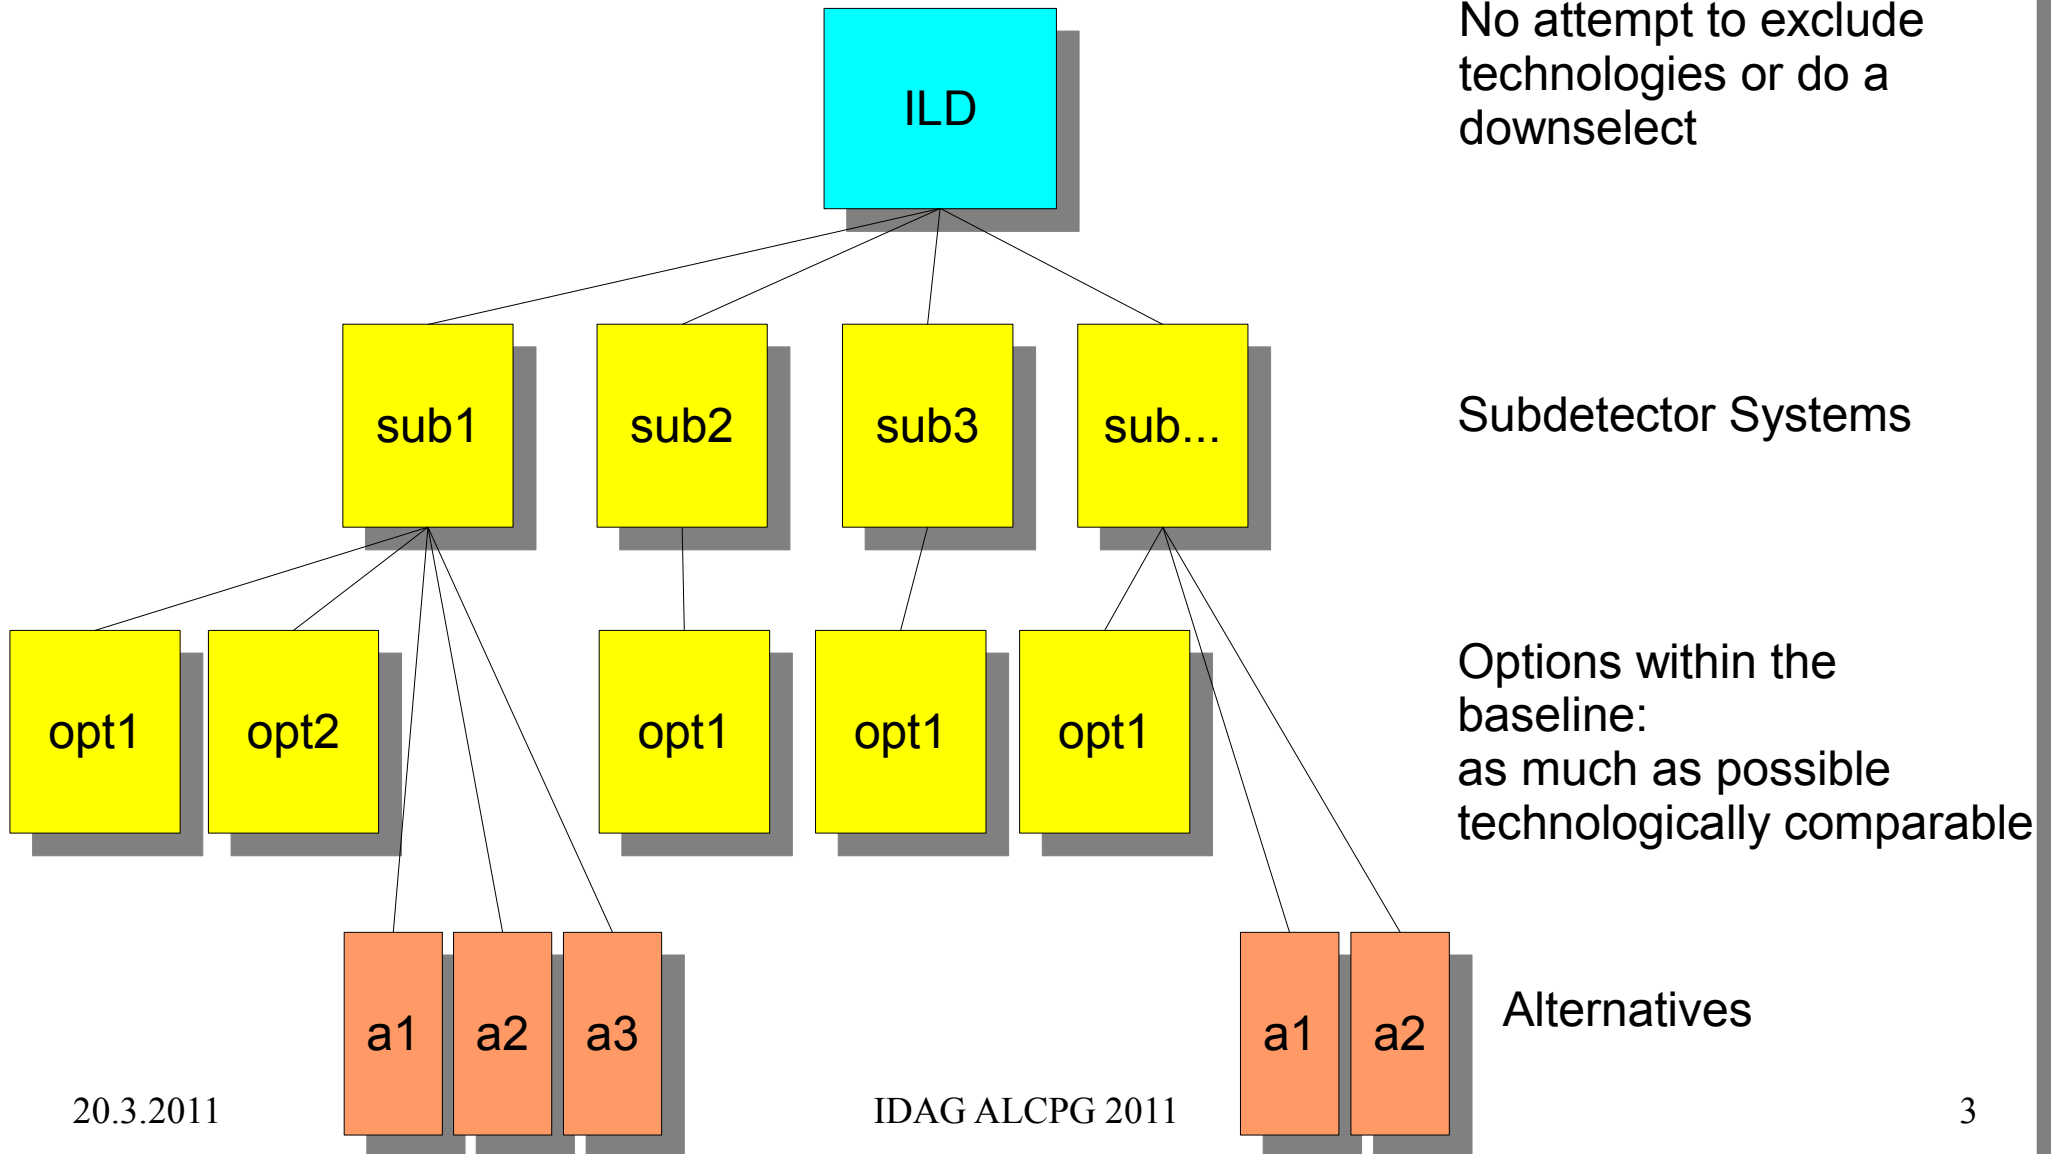 No attempt to exclude
technologies or do a
downselect
ILD
sub1 sub2 sub3 sub...
Subdetector Systems
opt1 opt2 opt1 opt1 opt1
Options within the
baseline:
as much as possible
technologically comparable
a1 a2 a3 a1 a2
Alternatives
20.3.2011 IDAG ALCPG 2011 3